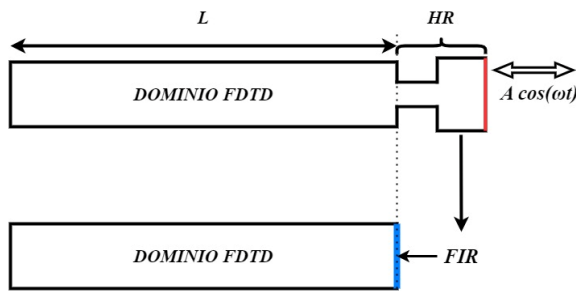 L
HR
DOMINIO FDTD
A cos(ωt)
DOMINIO FDTD
FIR